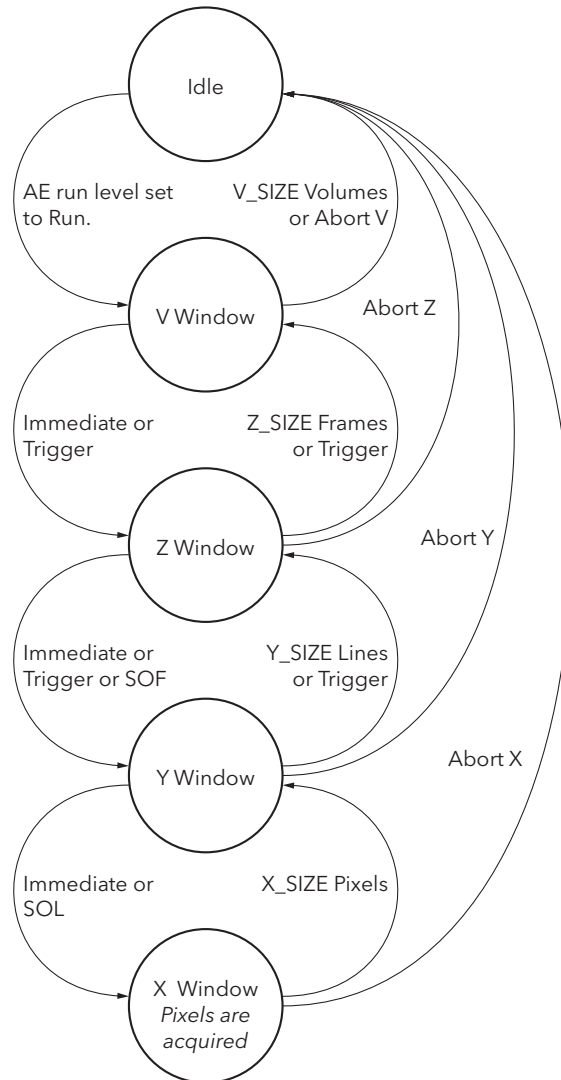 Idle
AE run level set
to Run.
V_SIZE Volumes
or Abort V
V Window
Abort Z
Immediate or
Trigger
Z_SIZE Frames
or Trigger
Z Window
Abort Y
Immediate or
Trigger or SOF
Y_SIZE Lines
or Trigger
Y Window
Abort X
Immediate or
SOL
X_SIZE Pixels
X Window
Pixels are
acquired